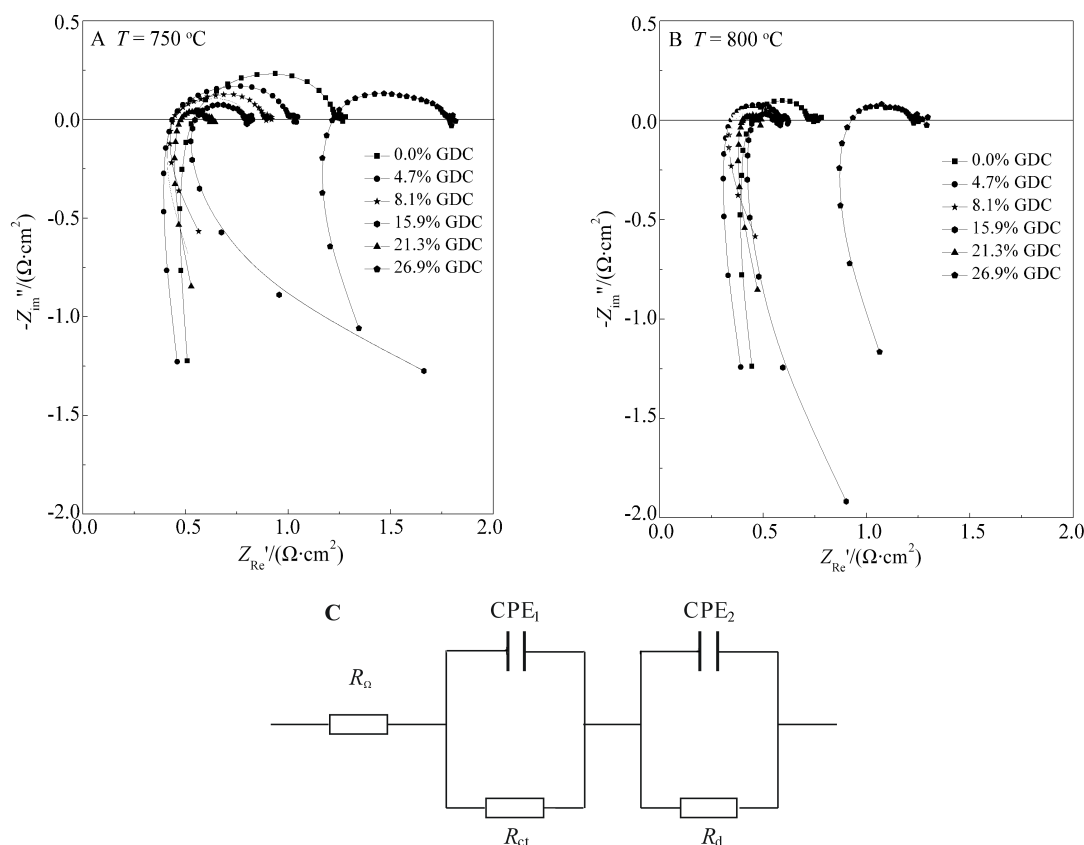 A T = 750 °C
0.5
0.0
-0.5
-1.0
-1.5
-2.0
-Z_im''/(Ω·cm²)
0.0% GDC
4.7% GDC
8.1% GDC
15.9% GDC
21.3% GDC
26.9% GDC
0.0 0.5 1.0 1.5 2.0
Z_Re'/(Ω·cm²)
B T = 800 °C
0.5
0.0
-0.5
-1.0
-1.5
-2.0
-Z_im''/(Ω·cm²)
0.0% GDC
4.7% GDC
8.1% GDC
15.9% GDC
21.3% GDC
26.9% GDC
0.0 0.5 1.0 1.5 2.0
Z_Re'/(Ω·cm²)
C
CPE₁ CPE₂
R_Ω
R_ct R_d